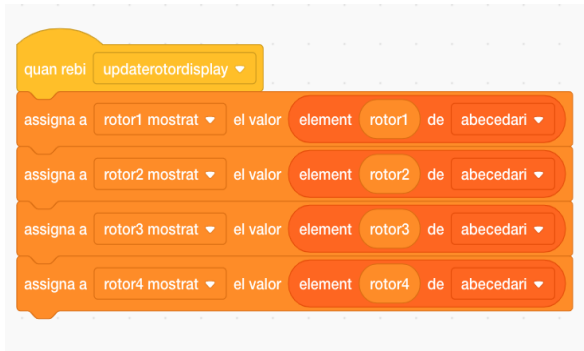 quan rebi updaterotordisplay
assigna a rotor1 mostrat el valor element rotor1 de abecedari
assigna a rotor2 mostrat el valor element rotor2 de abecedari
assigna a rotor3 mostrat el valor element rotor3 de abecedari
assigna a rotor4 mostrat el valor element rotor4 de abecedari